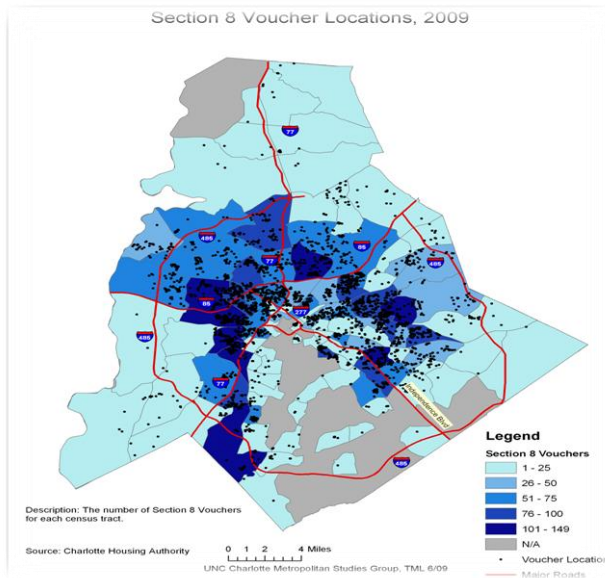 Section 8 Voucher Locations, 2009
77
485
77
85
485
85
277
485
77
Independence Blvd
485
Legend
Section 8 Vouchers
1 - 25
26 - 50
51 - 75
76 - 100
101 - 149
N/A
Voucher Location
Major Roads
Description: The number of Section 8 Vouchers
for each census tract.
Source: Charlotte Housing Authority
0 2 4 Miles
UNC Charlotte Metropolitan Studies Group, TML 6/09